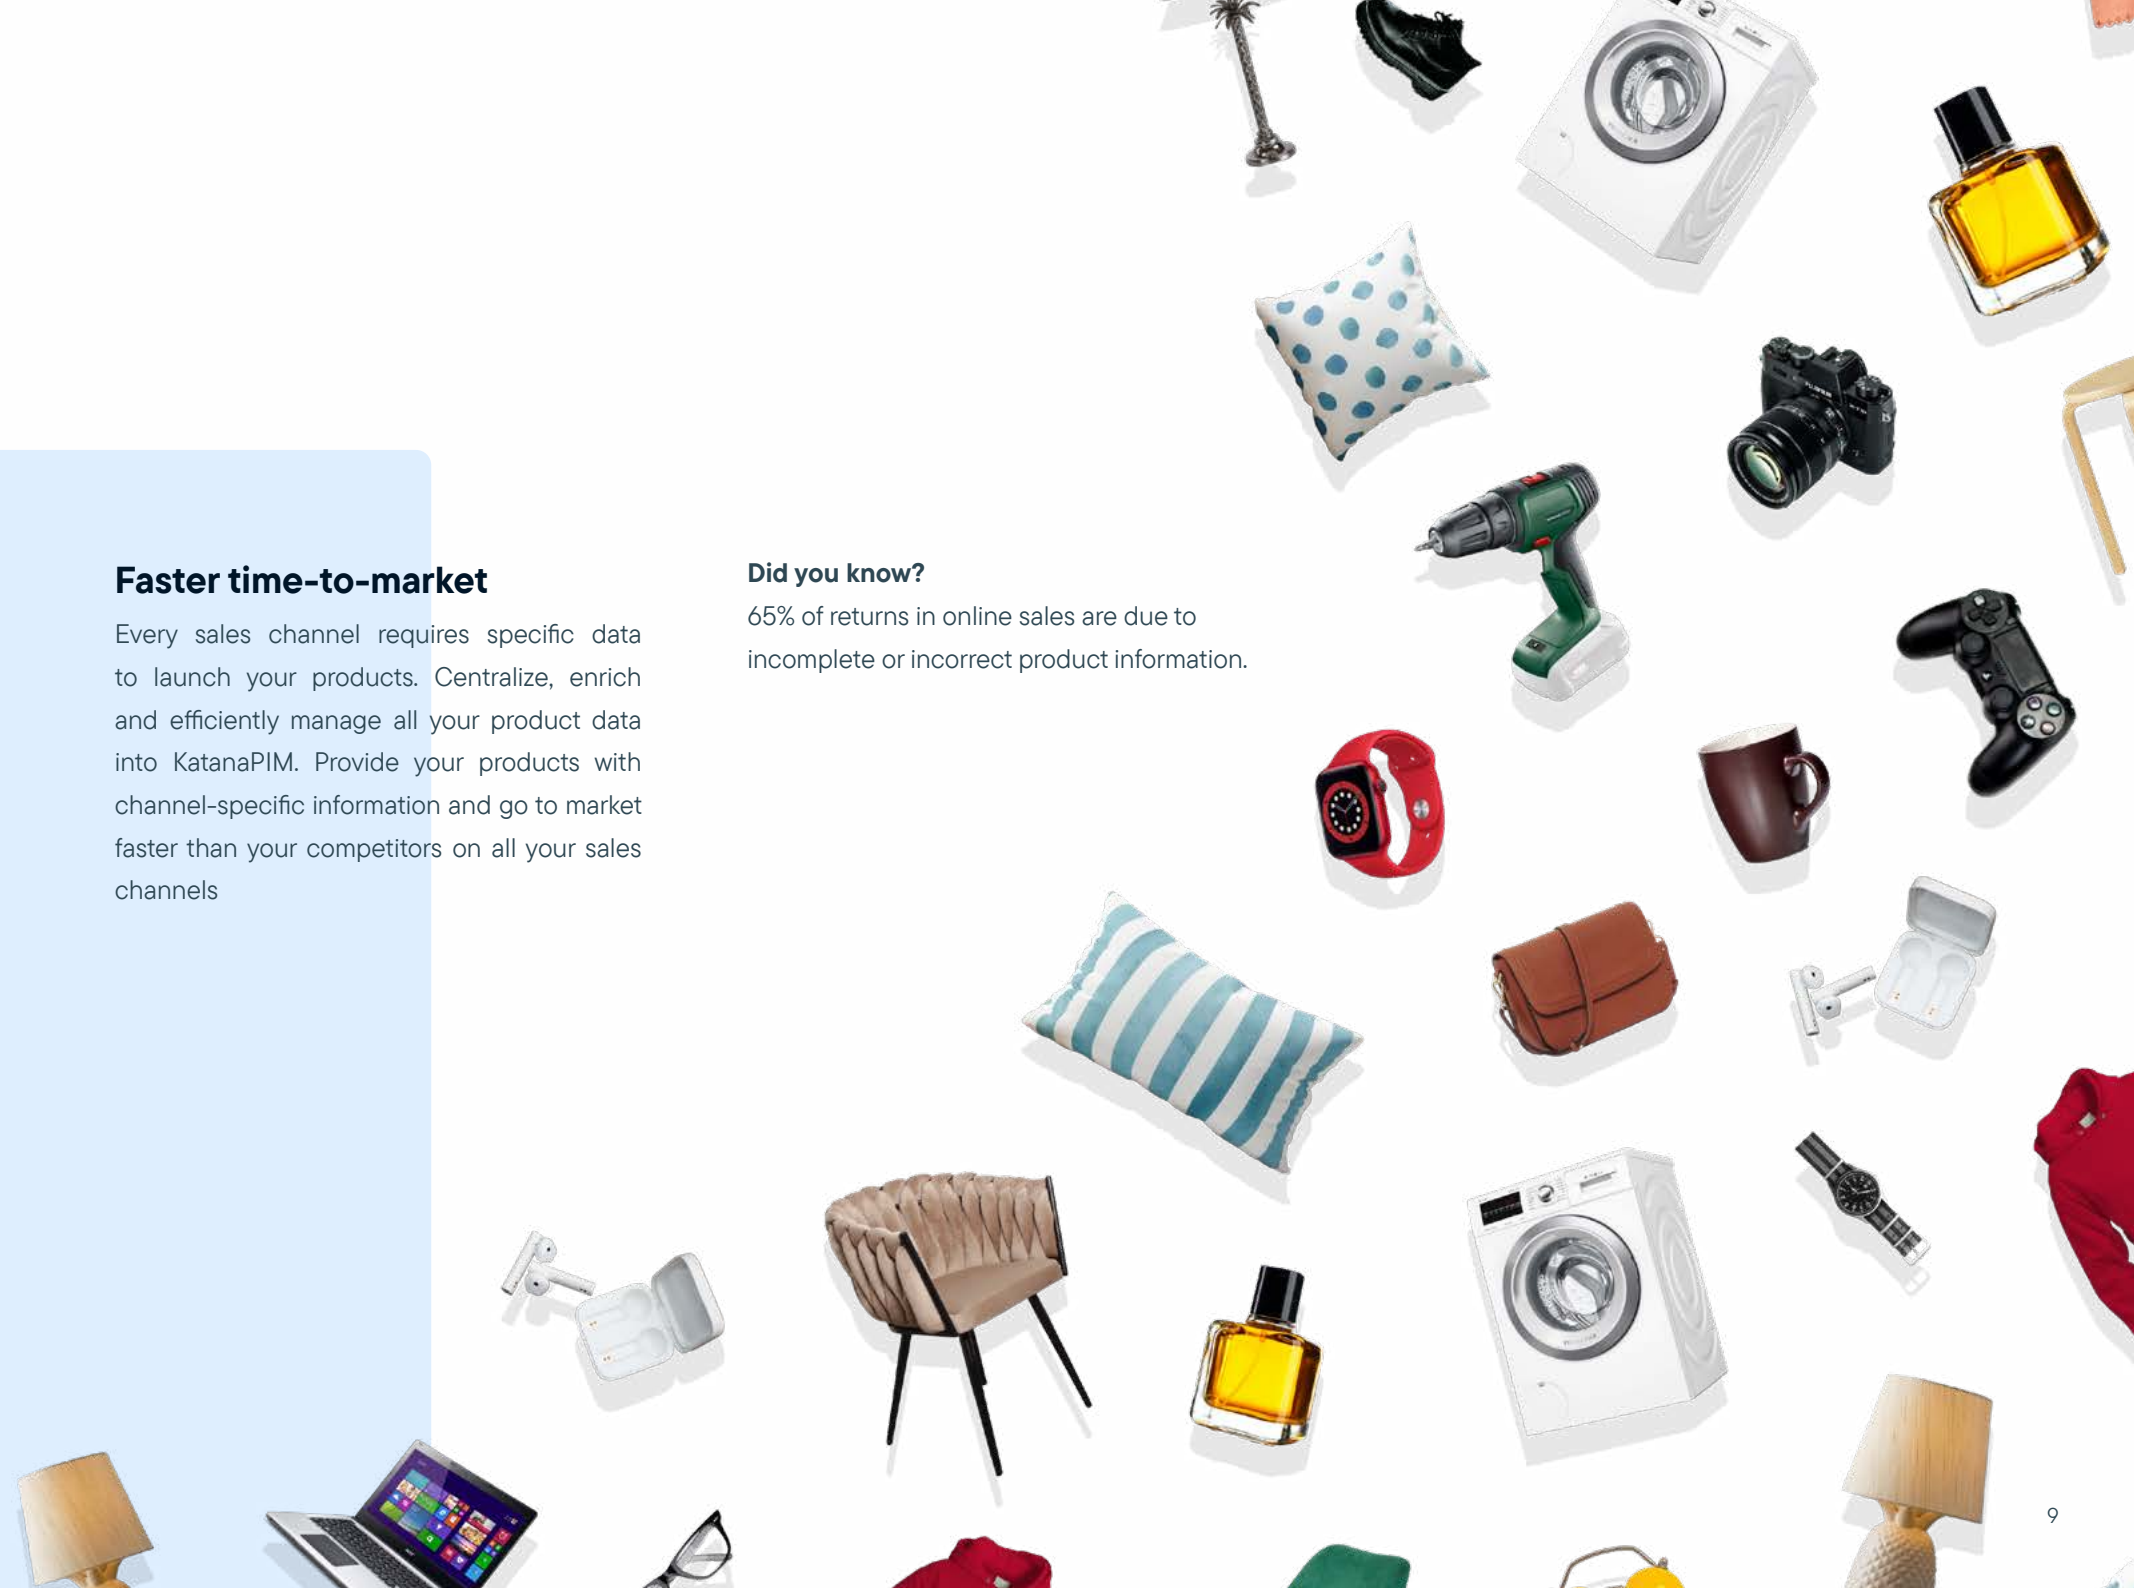 Faster time-to-market
Every sales channel requires specific data
to launch your products. Centralize, enrich
and efficiently manage all your product data
into KatanaPIM. Provide your products with
channel-specific information and go to market
faster than your competitors on all your sales
channels
Did you know?
65% of returns in online sales are due to
incomplete or incorrect product information.
9